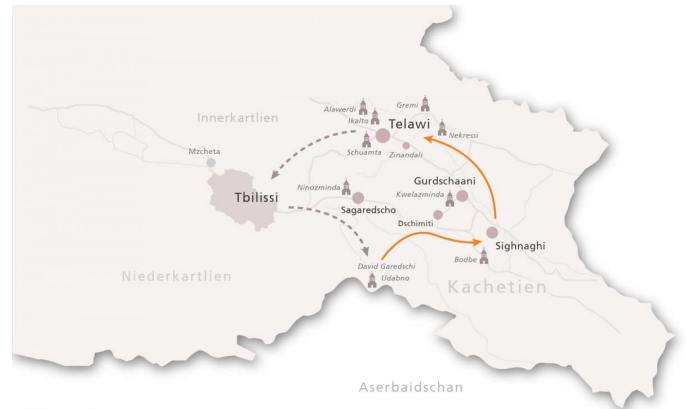 Alawerdi
Ikalto
Gremi
Innerkartlien
Telawi
Nekressi
Mzcheta
Schuamta
Zinandali
Tbilissi
Ninozminda
Gurdschaani
Kwelazminda
Sagaredscho
Dschimiti
Sighnaghi
Bodbe
David Garedschi
Udabno
Niederkartlien
Kachetien
Aserbaidschan